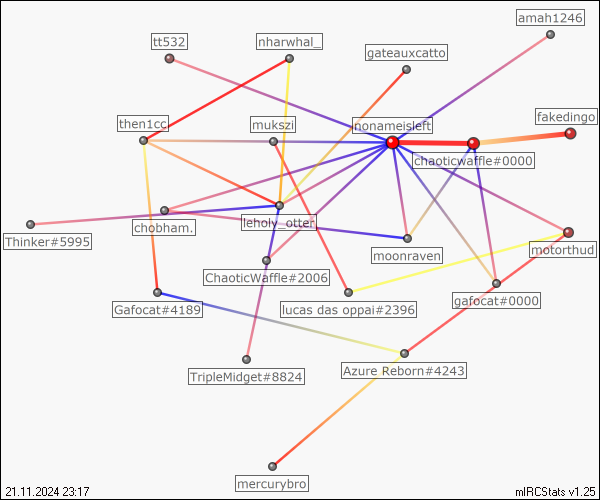 amah1246
tt532
nharwhal_
gateauxcatto
fakedingo
then1cc
mukszi
nonameisleft
chaoticwaffle#0000
Thinker#5995
chobham.
leholy_otter
moonraven
motorthud
ChaoticWaffle#2006
Gafocat#4189
lucas das oppai#2396
gafocat#0000
TripleMidget#8824
Azure Reborn#4243
mercurybro
21.11.2024 23:17
mIRCStats v1.25